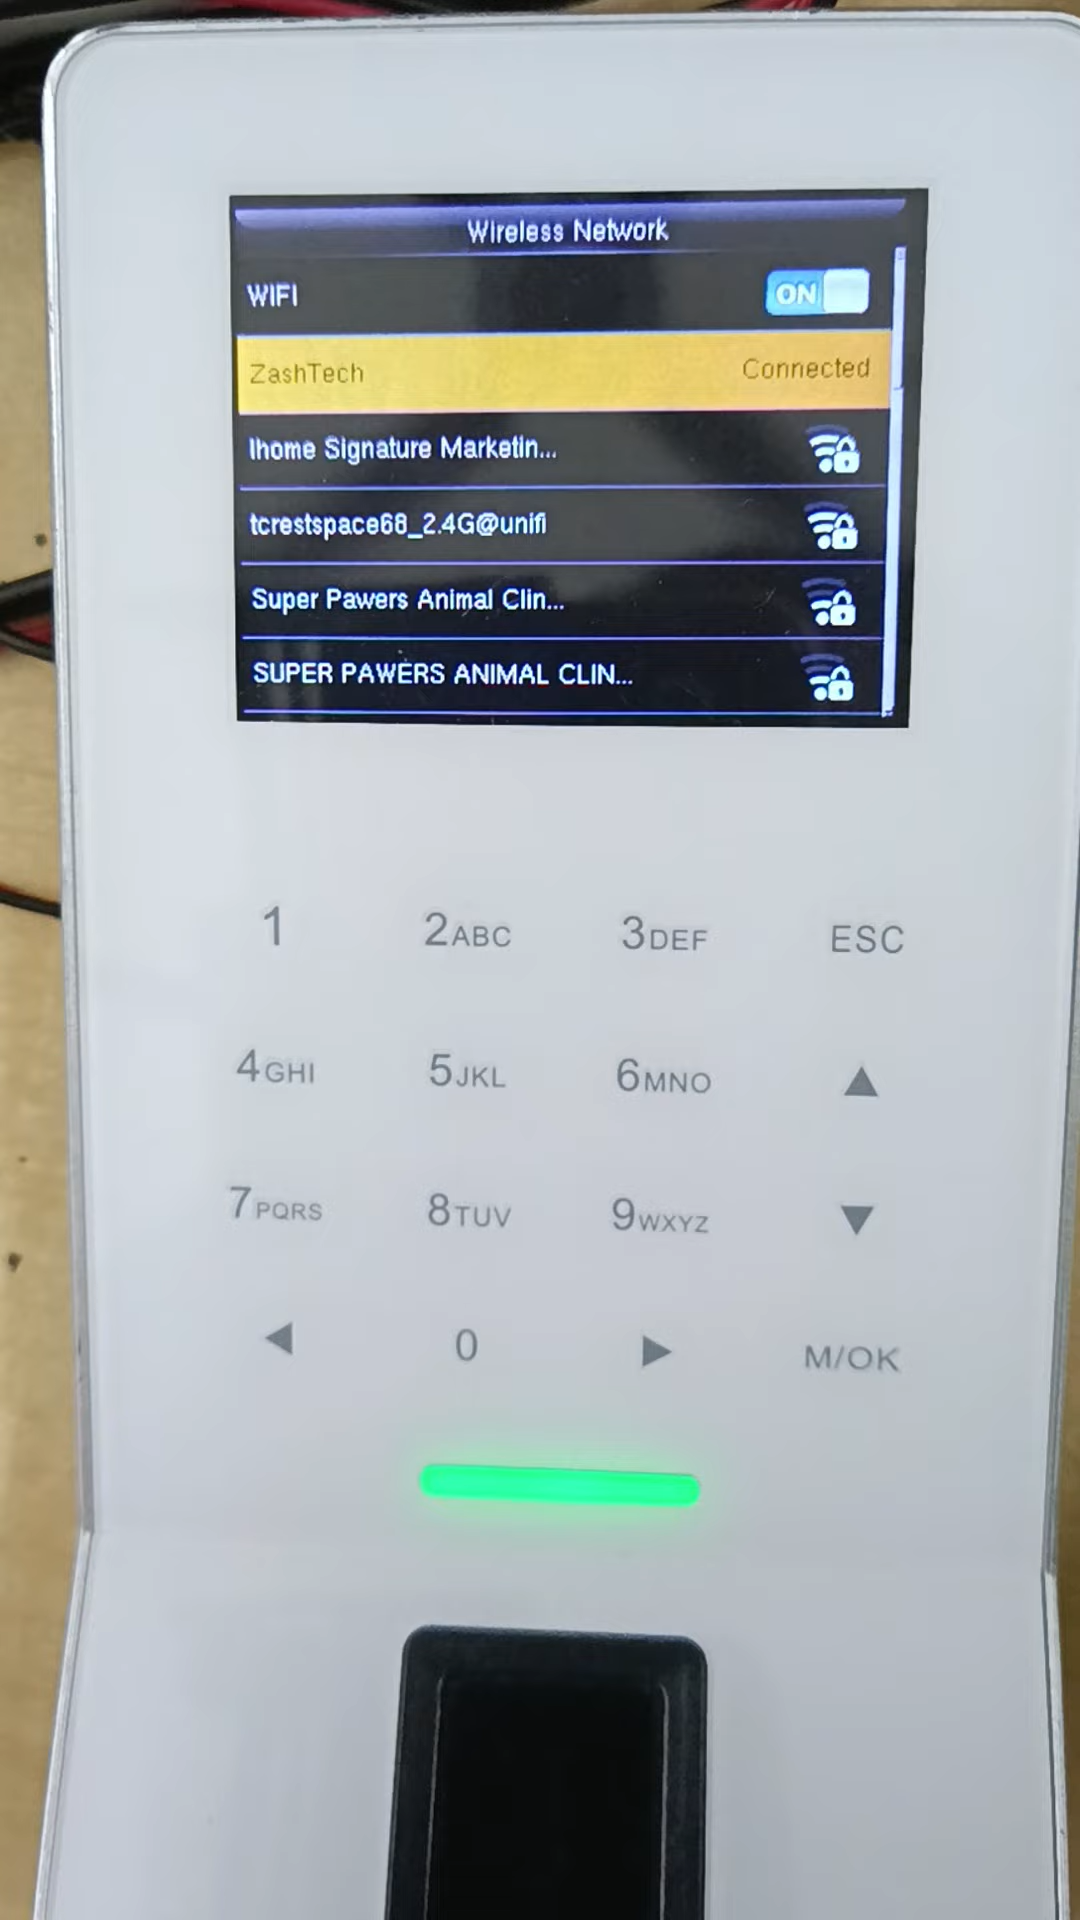 Wireless Network
WIFI ON
ZashTech Connected
Ihome Signature Marketin...
tcrestspace68_2.4G@unifi
Super Pawers Animal Clin...
SUPER PAWERS ANIMAL CLIN...
1 2ABC 3DEF ESC
4GHI 5JKL 6MNO ▲
7PQRS 8TUV 9WXYZ ▼
◀ 0 ▶ M/OK